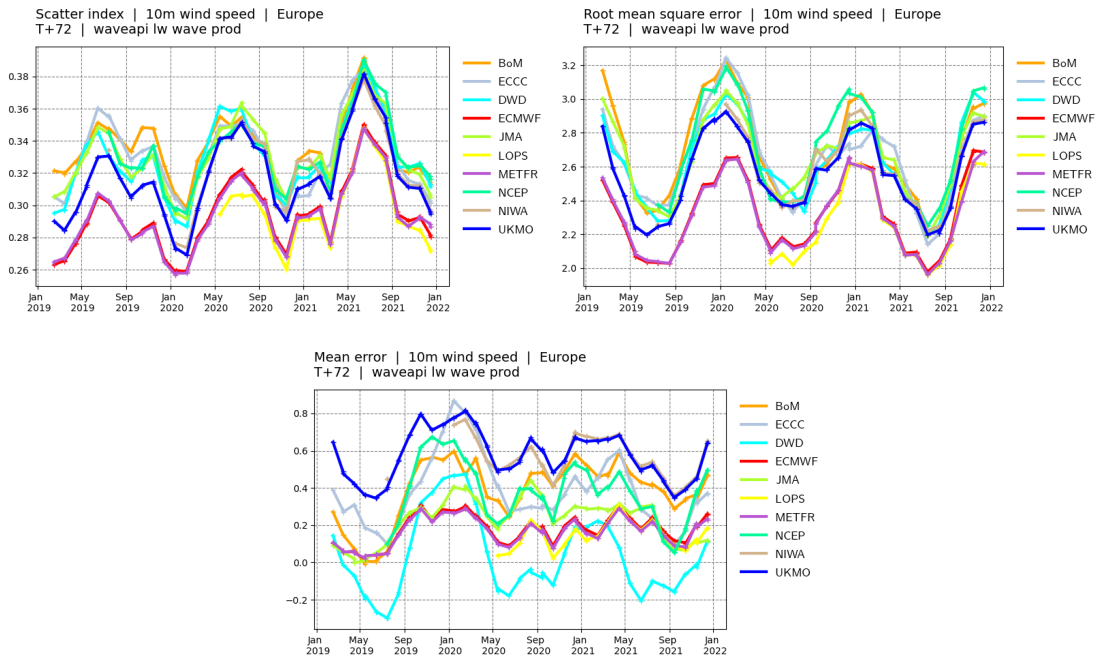 Scatter index | 10m wind speed | Europe
T+72 | waveapi lw wave prod
0.38
0.36
0.34
0.32
0.30
0.28
0.26
Jan 2019
May 2019
Sep 2019
Jan 2020
May 2020
Sep 2020
Jan 2021
May 2021
Sep 2021
Jan 2022
BoM
ECCC
DWD
ECMWF
JMA
LOPS
METFR
NCEP
NIWA
UKMO
Root mean square error | 10m wind speed | Europe
T+72 | waveapi lw wave prod
3.2
3.0
2.8
2.6
2.4
2.2
2.0
Jan 2019
May 2019
Sep 2019
Jan 2020
May 2020
Sep 2020
Jan 2021
May 2021
Sep 2021
Jan 2022
BoM
ECCC
DWD
ECMWF
JMA
LOPS
METFR
NCEP
NIWA
UKMO
Mean error | 10m wind speed | Europe
T+72 | waveapi lw wave prod
0.8
0.6
0.4
0.2
0.0
−0.2
Jan 2019
May 2019
Sep 2019
Jan 2020
May 2020
Sep 2020
Jan 2021
May 2021
Sep 2021
Jan 2022
BoM
ECCC
DWD
ECMWF
JMA
LOPS
METFR
NCEP
NIWA
UKMO